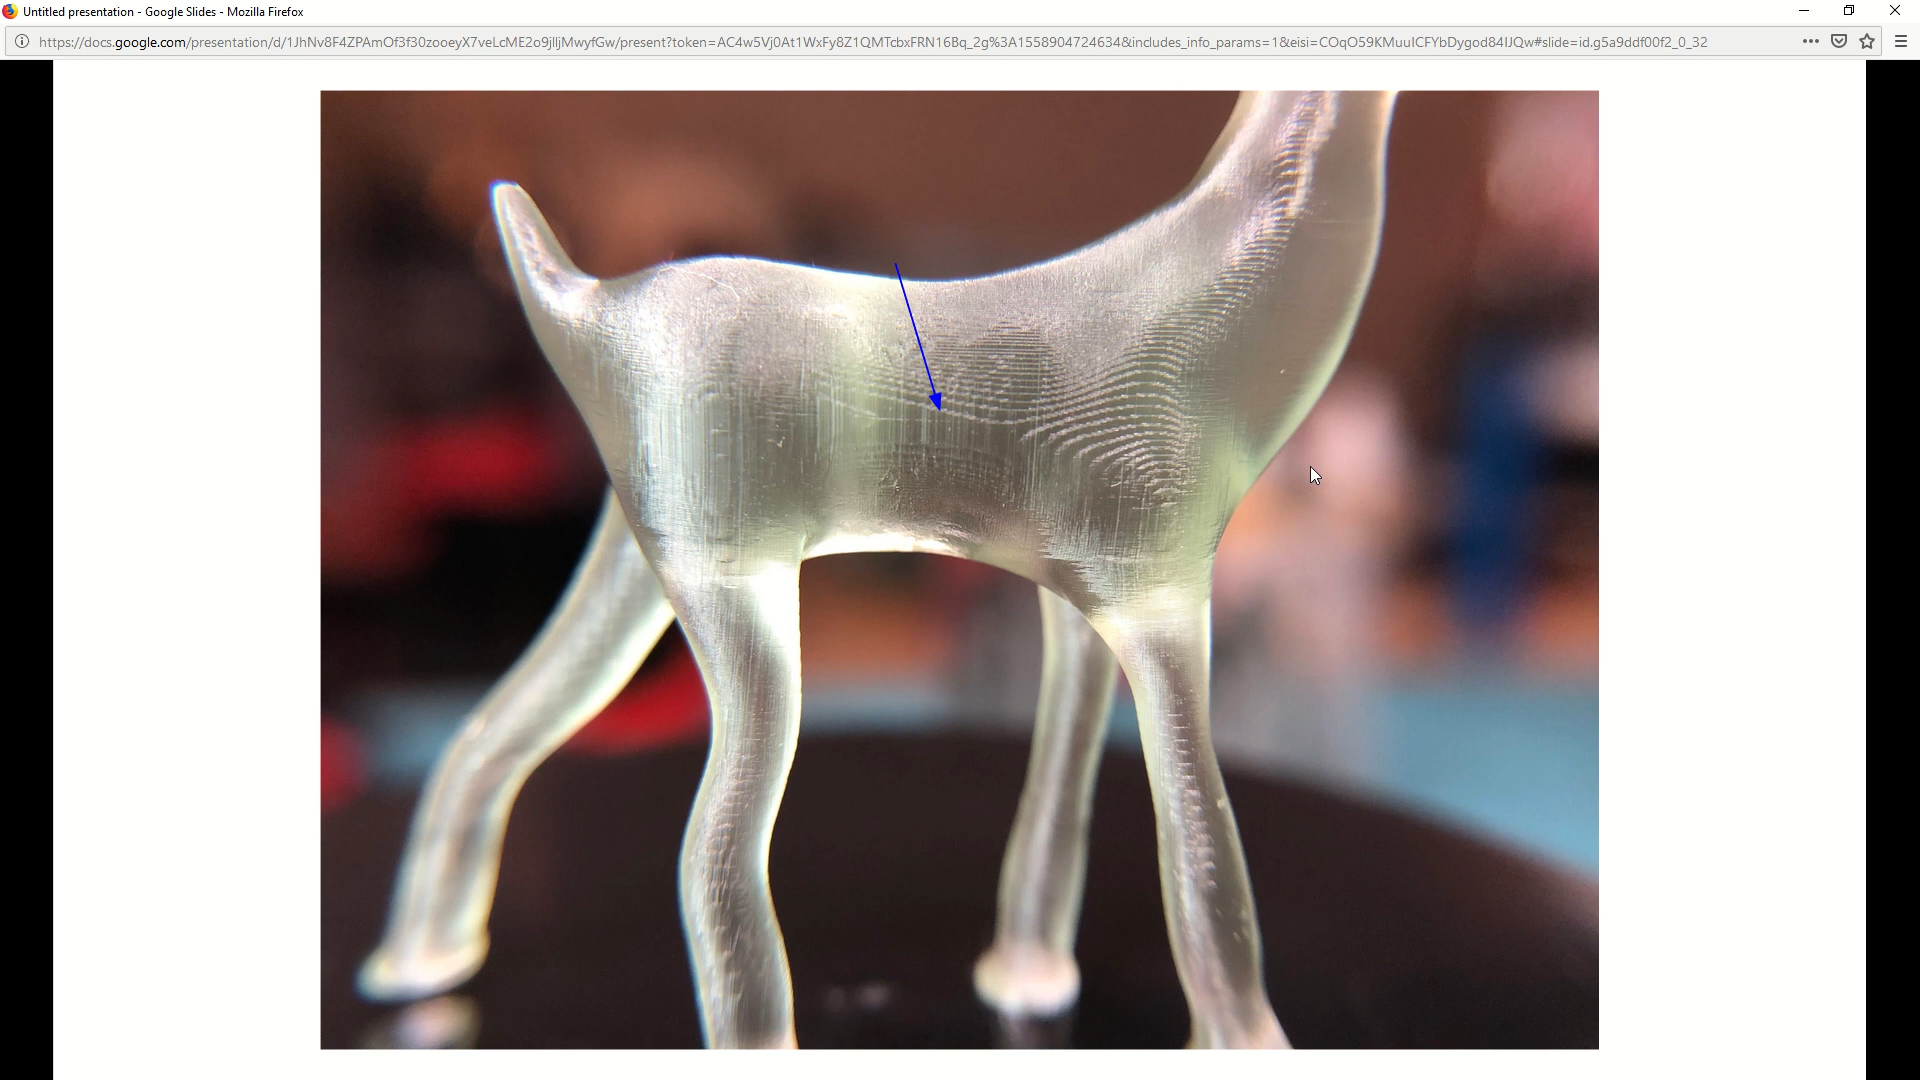 Untitled presentation - Google Slides - Mozilla Firefox
https://docs.google.com/presentation/d/1JhNv8F4ZPAmOf3f30zooeyX7veLcME2o9jlIjMwyfGw/present?token=AC4w5Vj0At1WxFy8Z1QMTcbxFRN16Bq_2g%3A1558904724634&includes_info_params=1&eisi=COqO59KMuuICFYbDygod84IJQw#slide=id.g5a9ddf00f2_0_32